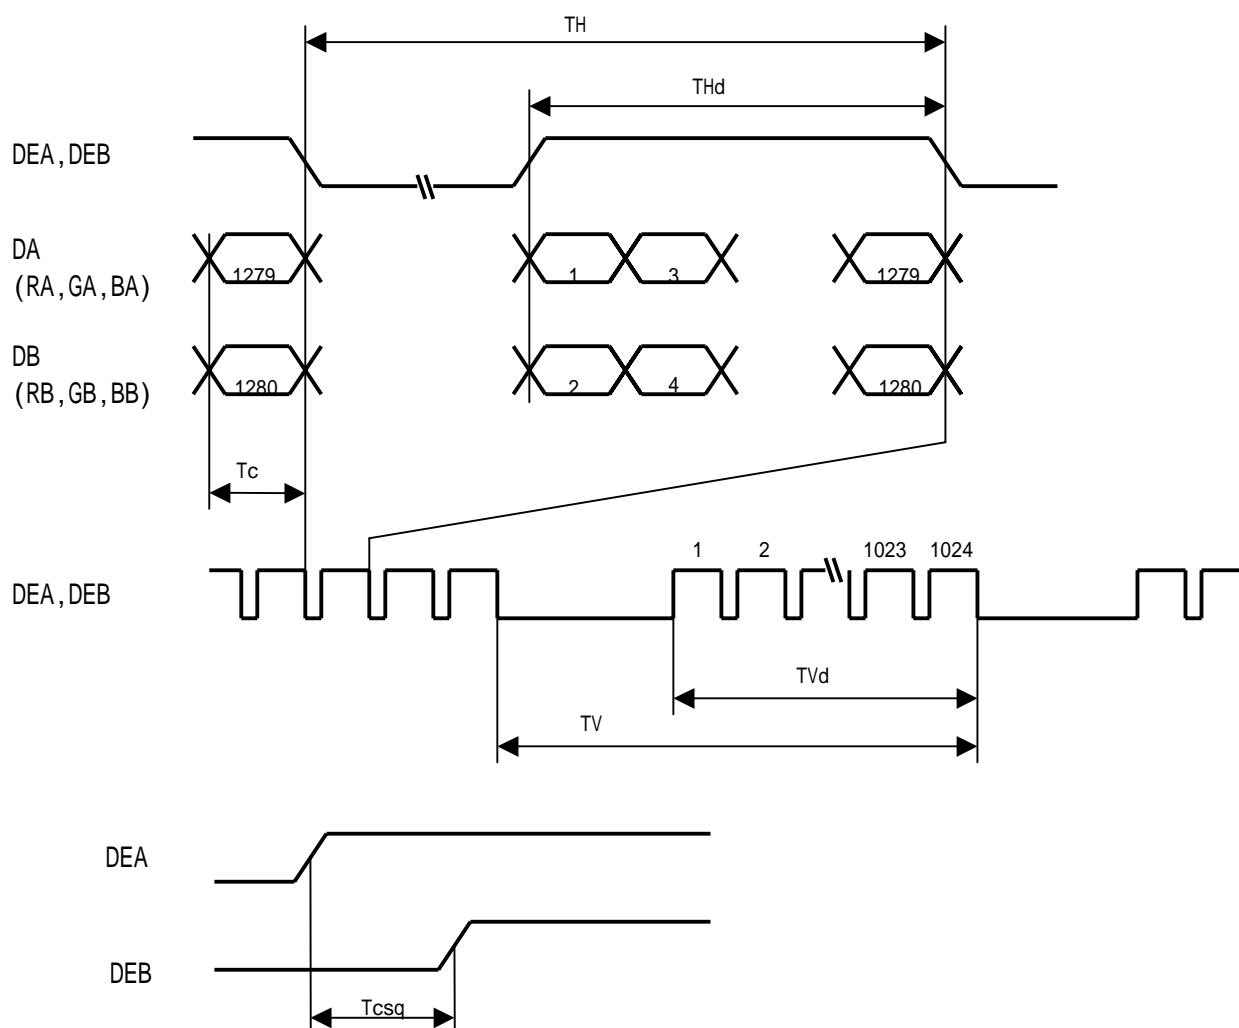 TH
THd
DEA,DEB
DA
(RA,GA,BA)
1279 1 3 1279
DB
(RB,GB,BB)
1280 2 4 1280
Tc
1 2 1023 1024
DEA,DEB
TVd
TV
DEA
DEB
Tcsq